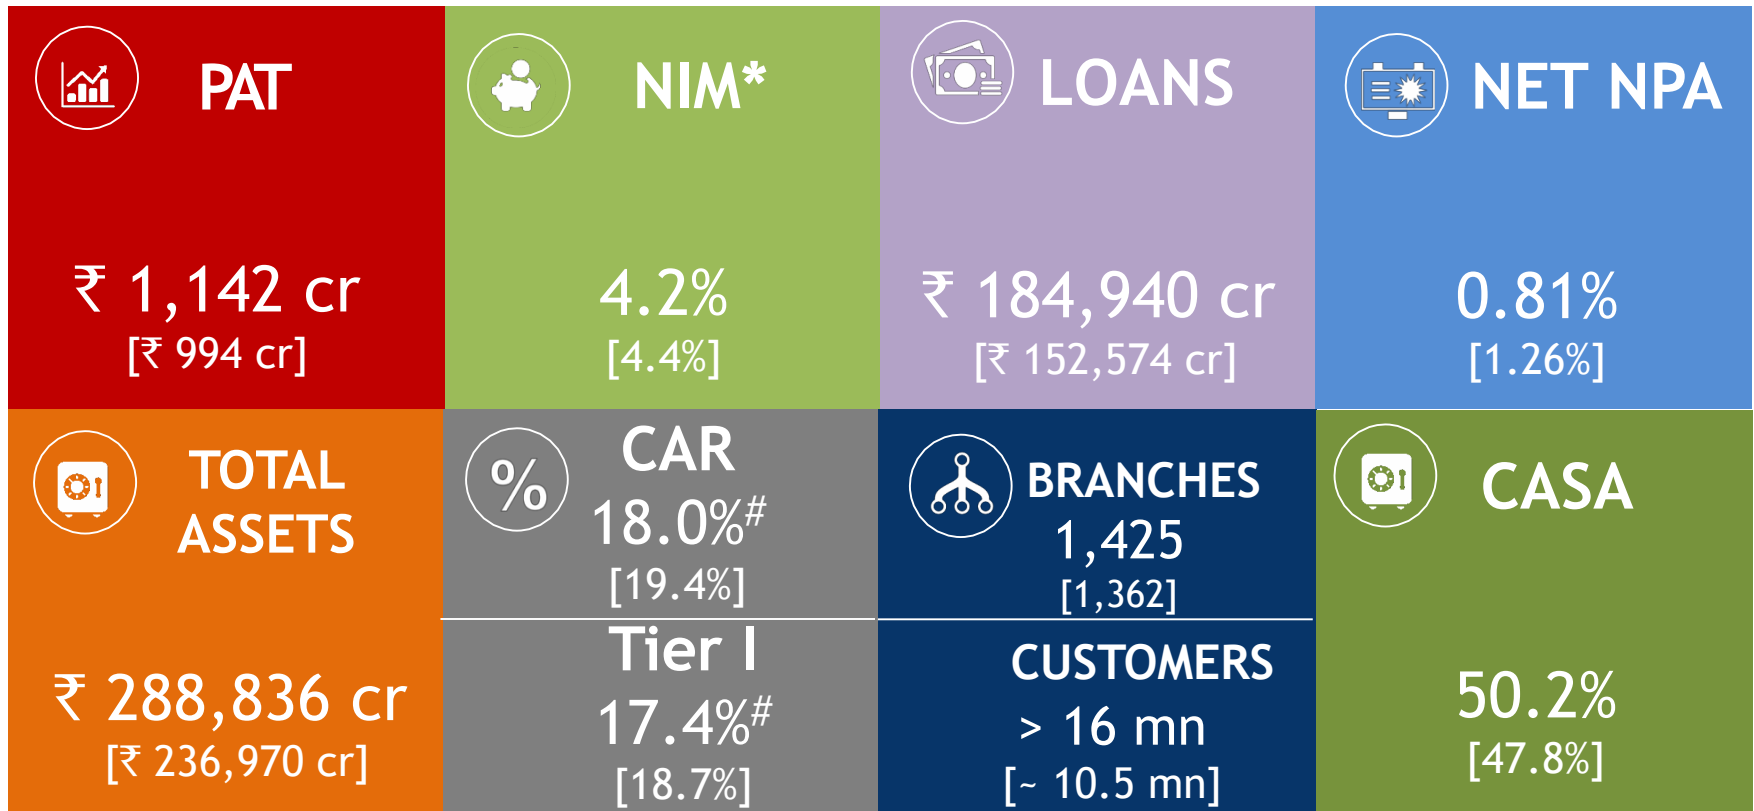 PAT
₹ 1,142 cr
[₹ 994 cr]
NIM*
4.2%
[4.4%]
LOANS
₹ 184,940 cr
[₹ 152,574 cr]
NET NPA
0.81%
[1.26%]
TOTAL
ASSETS
₹ 288,836 cr
[₹ 236,970 cr]
%
CAR
18.0%#
[19.4%]
Tier I
17.4%#
[18.7%]
BRANCHES
1,425
[1,362]
CUSTOMERS
> 16 mn
[~ 10.5 mn]
CASA
50.2%
[47.8%]